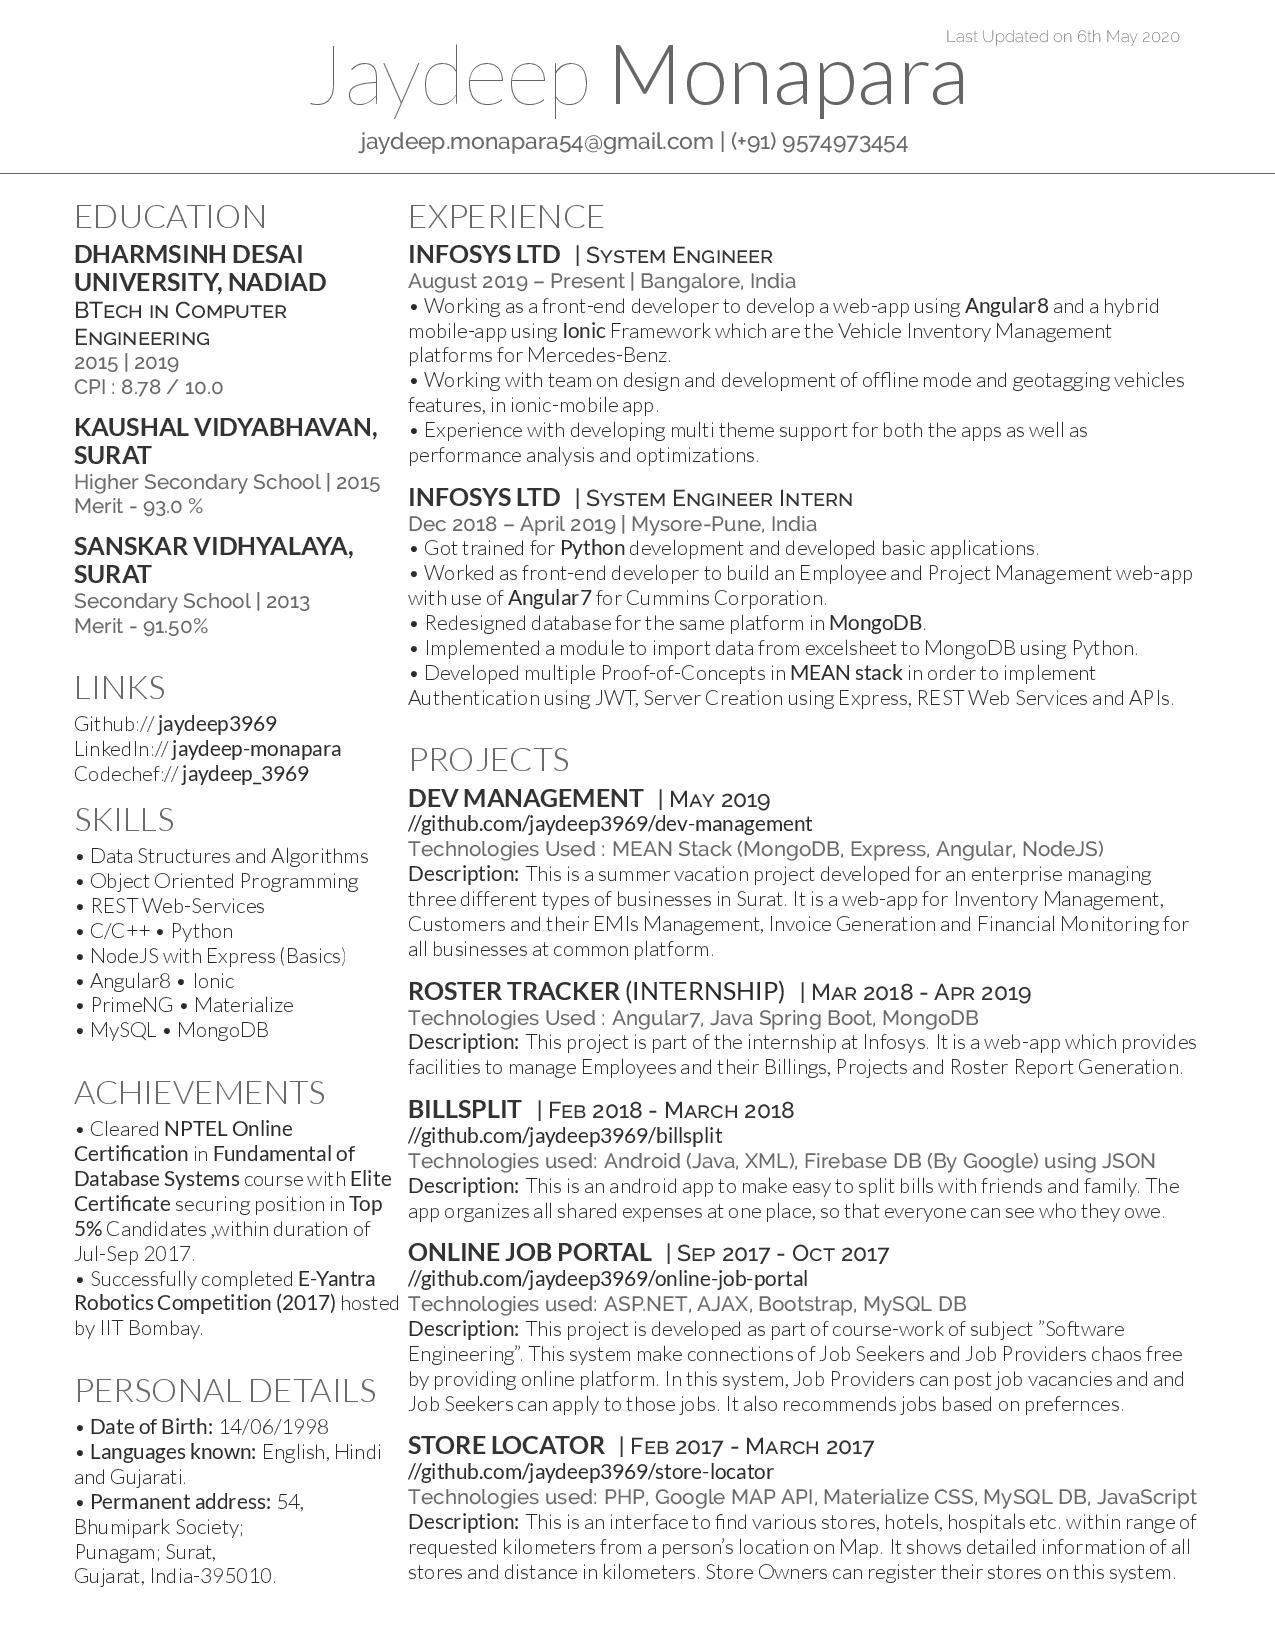 Last Updated on 6th May 2020
Jaydeep Monapara
jaydeep.monapara54@gmail.com | (+91) 9574973454
EDUCATION
DHARMSINH DESAI
UNIVERSITY, NADIAD
BTech in Computer
Engineering
2015 | 2019
CPI : 8.78 / 10.0
KAUSHAL VIDYABHAVAN,
SURAT
Higher Secondary School | 2015
Merit - 93.0 %
SANSKAR VIDHYALAYA,
SURAT
Secondary School | 2013
Merit - 91.50%
LINKS
Github:// jaydeep3969
LinkedIn:// jaydeep-monapara
Codechef:// jaydeep_3969
SKILLS
• Data Structures and Algorithms
• Object Oriented Programming
• REST Web-Services
• C/C++ • Python
• NodeJS with Express (Basics)
• Angular8 • Ionic
• PrimeNG • Materialize
• MySQL • MongoDB
ACHIEVEMENTS
• Cleared NPTEL Online
Certification in Fundamental of
Database Systems course with Elite
Certificate securing position in Top
5% Candidates ,within duration of
Jul-Sep 2017.
• Successfully completed E-Yantra
Robotics Competition (2017) hosted
by IIT Bombay.
PERSONAL DETAILS
• Date of Birth: 14/06/1998
• Languages known: English, Hindi
and Gujarati.
• Permanent address: 54,
Bhumipark Society;
Punagam; Surat,
Gujarat, India-395010.
EXPERIENCE
INFOSYS LTD | System Engineer
August 2019 – Present | Bangalore, India
• Working as a front-end developer to develop a web-app using Angular8 and a hybrid
mobile-app using Ionic Framework which are the Vehicle Inventory Management
platforms for Mercedes-Benz.
• Working with team on design and development of offline mode and geotagging vehicles
features, in ionic-mobile app.
• Experience with developing multi theme support for both the apps as well as
performance analysis and optimizations.
INFOSYS LTD | System Engineer Intern
Dec 2018 – April 2019 | Mysore-Pune, India
• Got trained for Python development and developed basic applications.
• Worked as front-end developer to build an Employee and Project Management web-app
with use of Angular7 for Cummins Corporation.
• Redesigned database for the same platform in MongoDB.
• Implemented a module to import data from excelsheet to MongoDB using Python.
• Developed multiple Proof-of-Concepts in MEAN stack in order to implement
Authentication using JWT, Server Creation using Express, REST Web Services and APIs.
PROJECTS
DEV MANAGEMENT | May 2019
//github.com/jaydeep3969/dev-management
Technologies Used : MEAN Stack (MongoDB, Express, Angular, NodeJS)
Description: This is a summer vacation project developed for an enterprise managing
three different types of businesses in Surat. It is a web-app for Inventory Management,
Customers and their EMIs Management, Invoice Generation and Financial Monitoring for
all businesses at common platform.
ROSTER TRACKER (INTERNSHIP) | Mar 2018 - Apr 2019
Technologies Used : Angular7, Java Spring Boot, MongoDB
Description: This project is part of the internship at Infosys. It is a web-app which provides
facilities to manage Employees and their Billings, Projects and Roster Report Generation.
BILLSPLIT | Feb 2018 - March 2018
//github.com/jaydeep3969/billsplit
Technologies used: Android (Java, XML), Firebase DB (By Google) using JSON
Description: This is an android app to make easy to split bills with friends and family. The
app organizes all shared expenses at one place, so that everyone can see who they owe.
ONLINE JOB PORTAL | Sep 2017 - Oct 2017
//github.com/jaydeep3969/online-job-portal
Technologies used: ASP.NET, AJAX, Bootstrap, MySQL DB
Description: This project is developed as part of course-work of subject ”Software
Engineering”. This system make connections of Job Seekers and Job Providers chaos free
by providing online platform. In this system, Job Providers can post job vacancies and and
Job Seekers can apply to those jobs. It also recommends jobs based on prefernces.
STORE LOCATOR | Feb 2017 - March 2017
//github.com/jaydeep3969/store-locator
Technologies used: PHP, Google MAP API, Materialize CSS, MySQL DB, JavaScript
Description: This is an interface to find various stores, hotels, hospitals etc. within range of
requested kilometers from a person’s location on Map. It shows detailed information of all
stores and distance in kilometers. Store Owners can register their stores on this system.